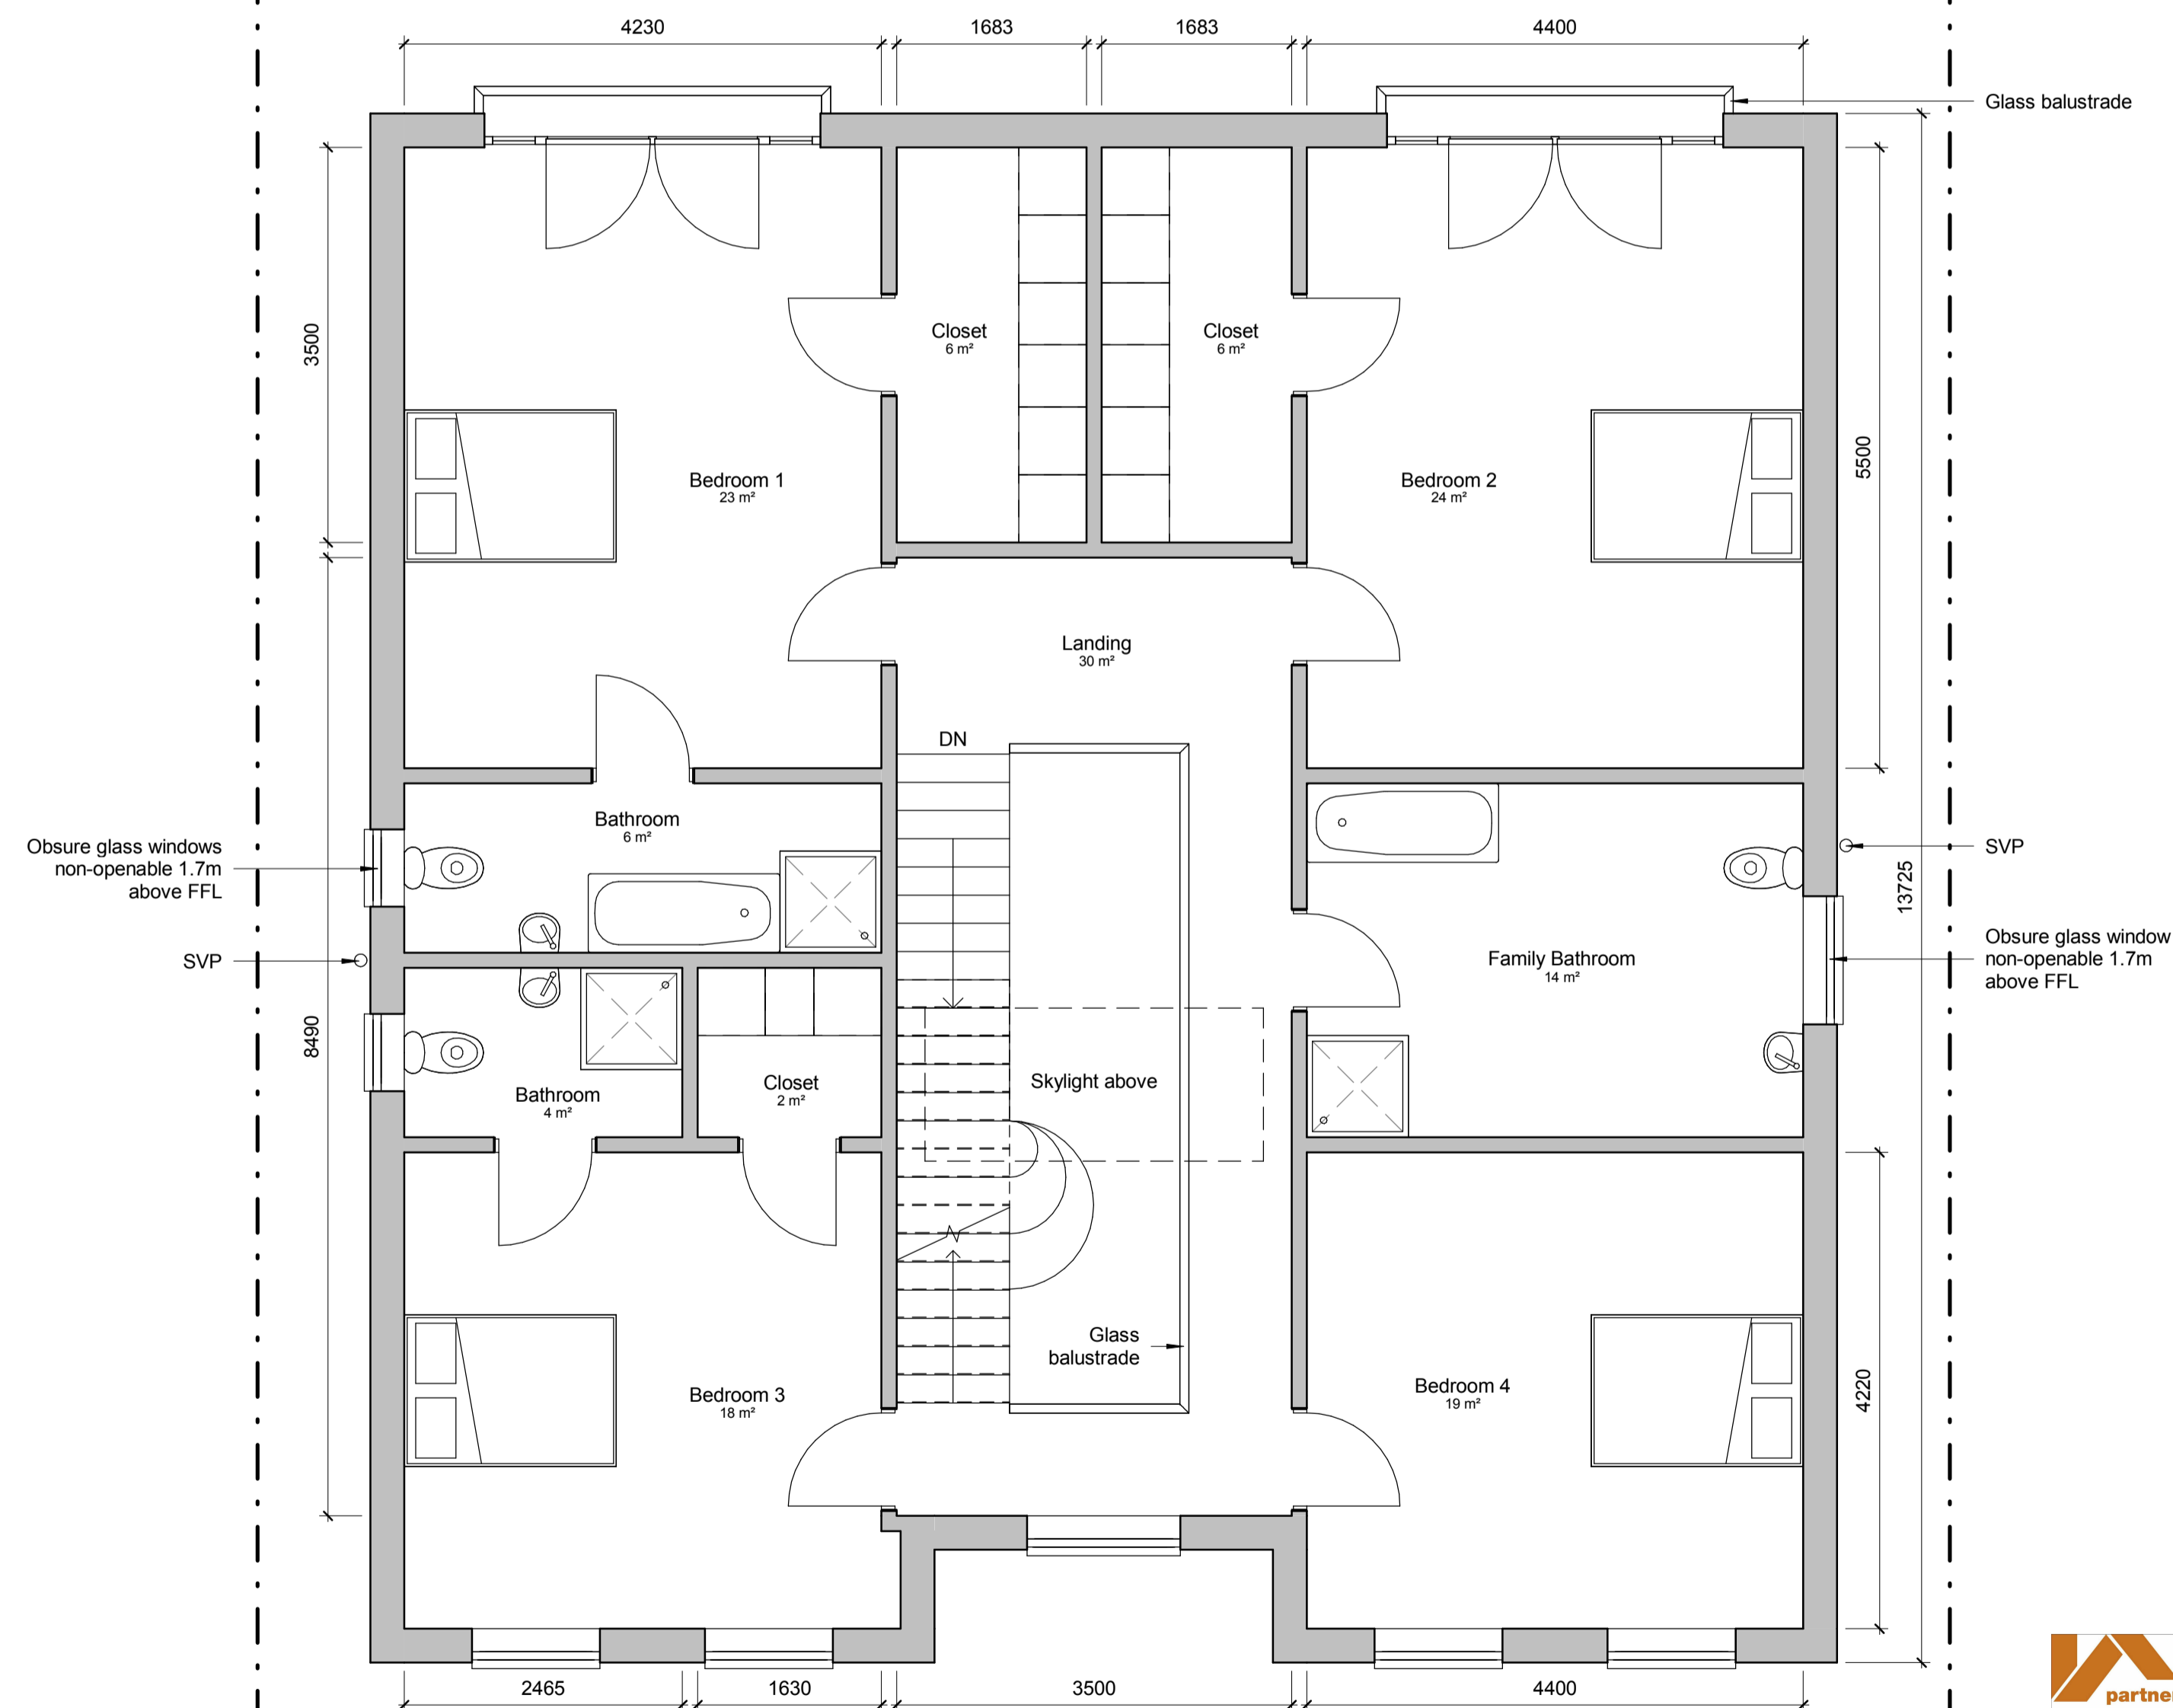 4230
1683
1683
4400
Glass balustrade
3500
Closet
6 m²
Closet
6 m²
Bedroom 1
23 m²
Bedroom 2
24 m²
5500
Landing
30 m²
DN
Bathroom
6 m²
Obsure glass windows
non-openable 1.7m
above FFL
SVP
13725
SVP
Family Bathroom
14 m²
Obsure glass window
non-openable 1.7m
above FFL
8490
Bathroom
4 m²
Closet
2 m²
Skylight above
Glass
balustrade
Bedroom 3
18 m²
Bedroom 4
19 m²
4220
2465
1630
3500
4400